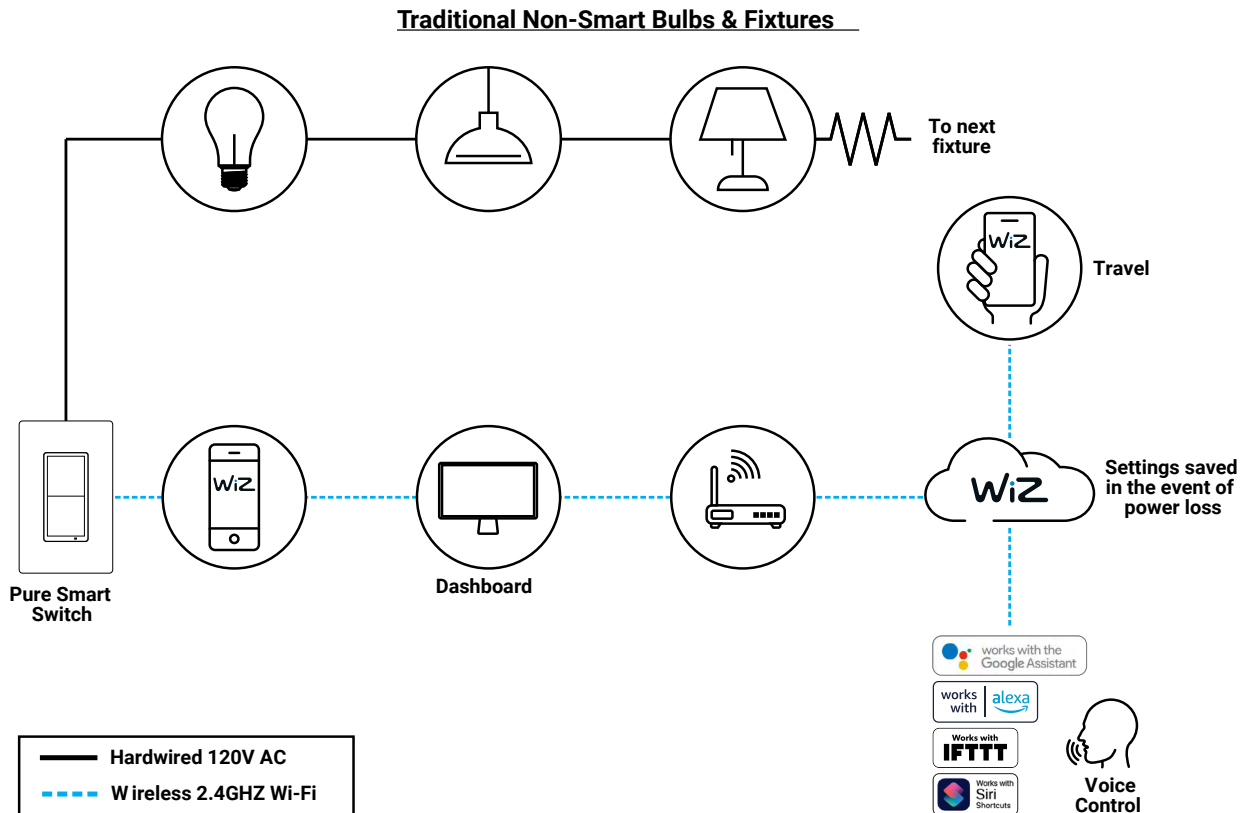 Traditional Non-Smart Bulbs & Fixtures
To next
fixture
WiZ
Travel
WiZ
WiZ
Settings saved
in the event of
power loss
Pure Smart
Switch
Dashboard
works with the
Google Assistant
works
with
alexa
Works with
IFTTT
Works with
Siri
Shortcuts
Voice
Control
Hardwired 120V AC
Wireless 2.4GHZ Wi-Fi